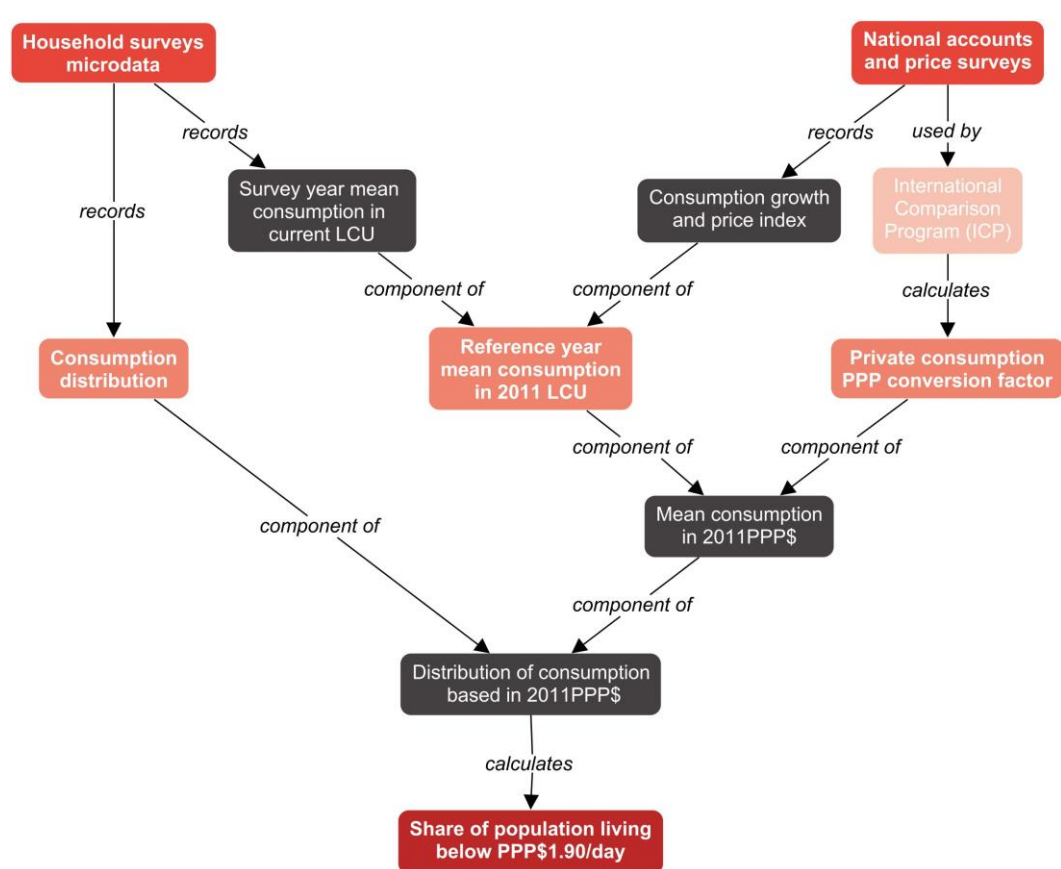 Household surveys
microdata
National accounts
and price surveys
records
records
used by
records
Survey year mean
consumption in
current LCU
Consumption growth
and price index
International
Comparison
Program (ICP)
component of
component of
calculates
Consumption
distribution
Reference year
mean consumption
in 2011 LCU
Private consumption
PPP conversion factor
component of
component of
component of
Mean consumption
in 2011PPP$
component of
Distribution of consumption
based in 2011PPP$
calculates
Share of population living
below PPP$1.90/day